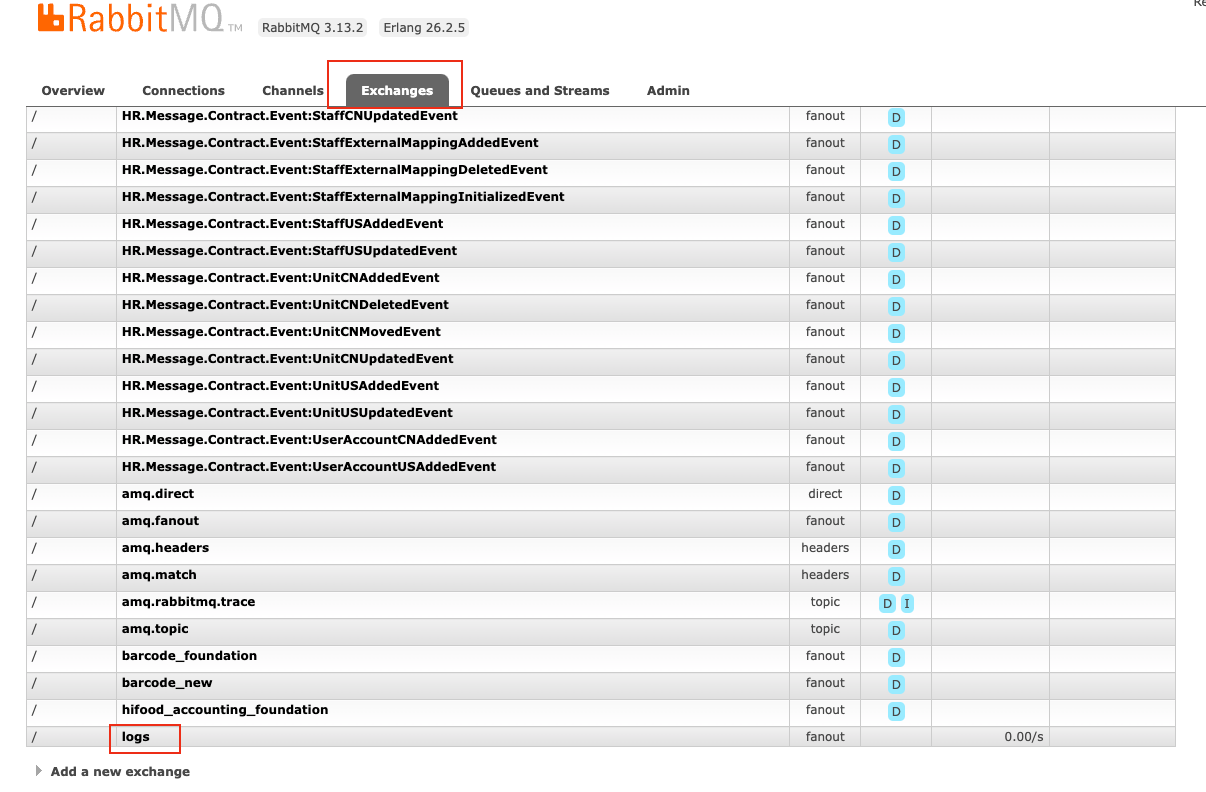 RabbitMQ TM RabbitMQ 3.13.2 Erlang 26.2.5
Overview Connections Channels Exchanges Queues and Streams Admin
/ HR.Message.Contract.Event:StaffCNUpdatedEvent fanout D
/ HR.Message.Contract.Event:StaffExternalMappingAddedEvent fanout D
/ HR.Message.Contract.Event:StaffExternalMappingDeletedEvent fanout D
/ HR.Message.Contract.Event:StaffExternalMappingInitializedEvent fanout D
/ HR.Message.Contract.Event:StaffUSAddedEvent fanout D
/ HR.Message.Contract.Event:StaffUSUpdatedEvent fanout D
/ HR.Message.Contract.Event:UnitCNAddedEvent fanout D
/ HR.Message.Contract.Event:UnitCNDeletedEvent fanout D
/ HR.Message.Contract.Event:UnitCNMovedEvent fanout D
/ HR.Message.Contract.Event:UnitCNUpdatedEvent fanout D
/ HR.Message.Contract.Event:UnitUSAddedEvent fanout D
/ HR.Message.Contract.Event:UnitUSUpdatedEvent fanout D
/ HR.Message.Contract.Event:UserAccountCNAddedEvent fanout D
/ HR.Message.Contract.Event:UserAccountUSAddedEvent fanout D
/ amq.direct direct D
/ amq.fanout fanout D
/ amq.headers headers D
/ amq.match headers D
/ amq.rabbitmq.trace topic D I
/ amq.topic topic D
/ barcode_foundation fanout D
/ barcode_new fanout D
/ hifood_accounting_foundation fanout D
/ logs fanout 0.00/s
Add a new exchange